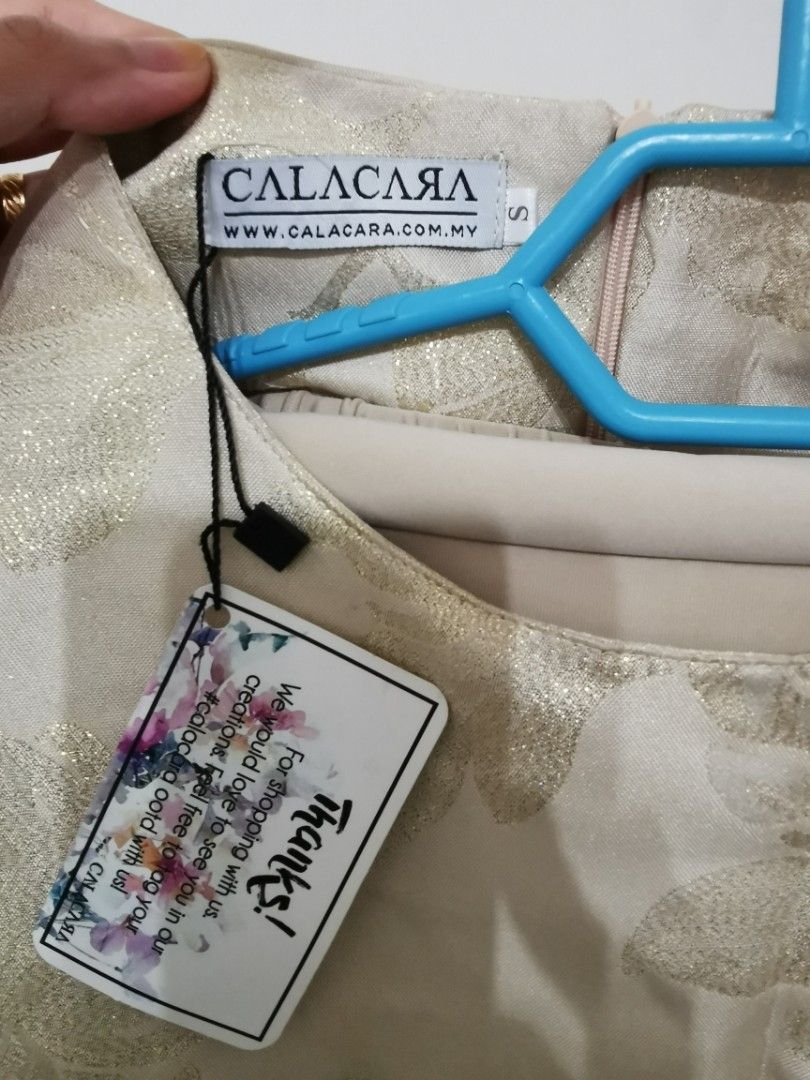 CALACARA
WWW.CALACARA.COM.MY
S
Thanks!
For shopping with us.
We would love to see you in our
creations. Feel free to tag your
#calacara ootd with us!
CALACARA